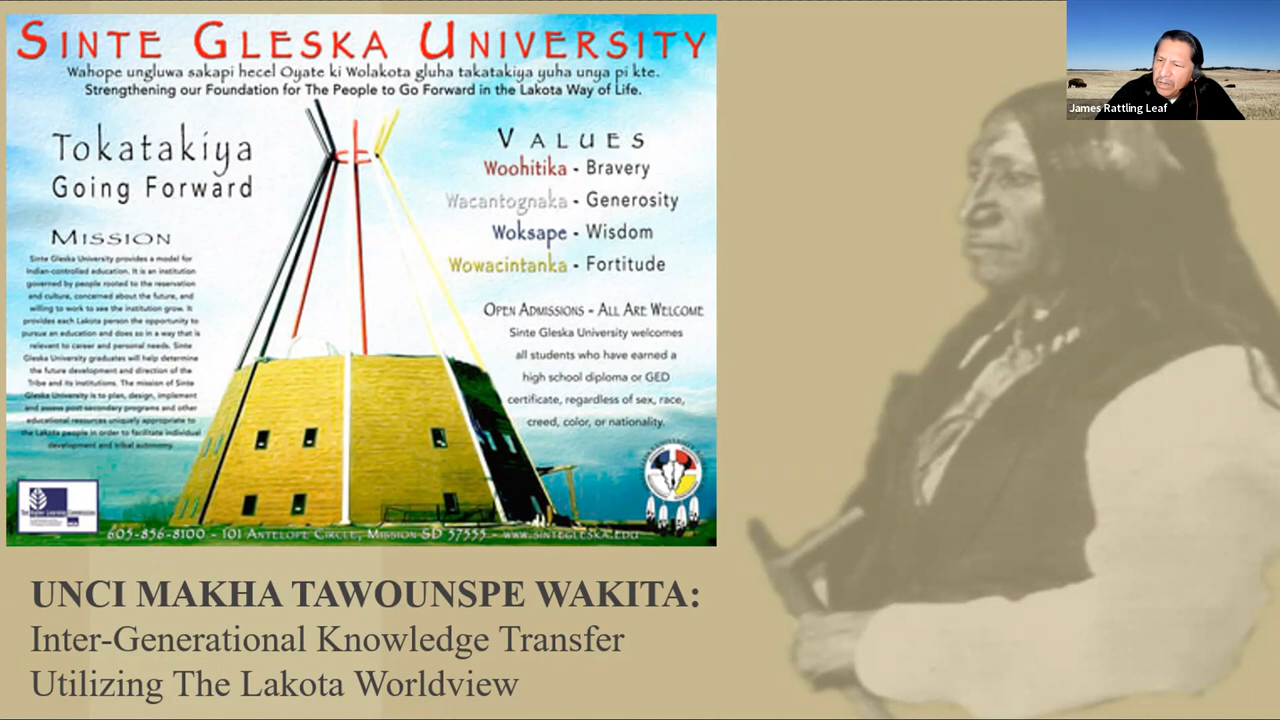 SINTE GLESKA UNIVERSITY
Wahope ungluwa sakapi hecel Oyate ki Wolakota gluha takatakiya yuha unya pi kte.
Strengthening our Foundation for The People to Go Forward in the Lakota Way of Life.
Tokatakiya
Going Forward
MISSION
Sinte Gleska University provides a model for
Indian-controlled education. It is an institution
governed by people rooted to the reservation
and culture, concerned about the future, and
willing to work to see the institution grow. It
provides each Lakota person the opportunity to
pursue an education and does so in a way that is
relevant to career and personal needs. Sinte
Gleska University graduates will help determine
the future development and direction of the
Tribe and its institutions. The mission of Sinte
Gleska University is to plan, design, implement
and assess post secondary programs and other
educational resources uniquely appropriate to
the Lakota people in order to facilitate individual
development and tribal autonomy.
VALUES
Woohitika - Bravery
Wacantognaka - Generosity
Woksape - Wisdom
Wowacintanka - Fortitude
OPEN ADMISSIONS - ALL ARE WELCOME
Sinte Gleska University welcomes
all students who have earned a
high school diploma or GED
certificate, regardless of sex, race,
creed, color, or nationality.
The Higher Learning Commission
605-856-8100 - 101 ANTELOPE CIRCLE, MISSION SD 57555 - WWW.SINTEGLESKA.EDU
UNCI MAKHA TAWOUNSPE WAKITA:
Inter-Generational Knowledge Transfer
Utilizing The Lakota Worldview
James Rattling Leaf